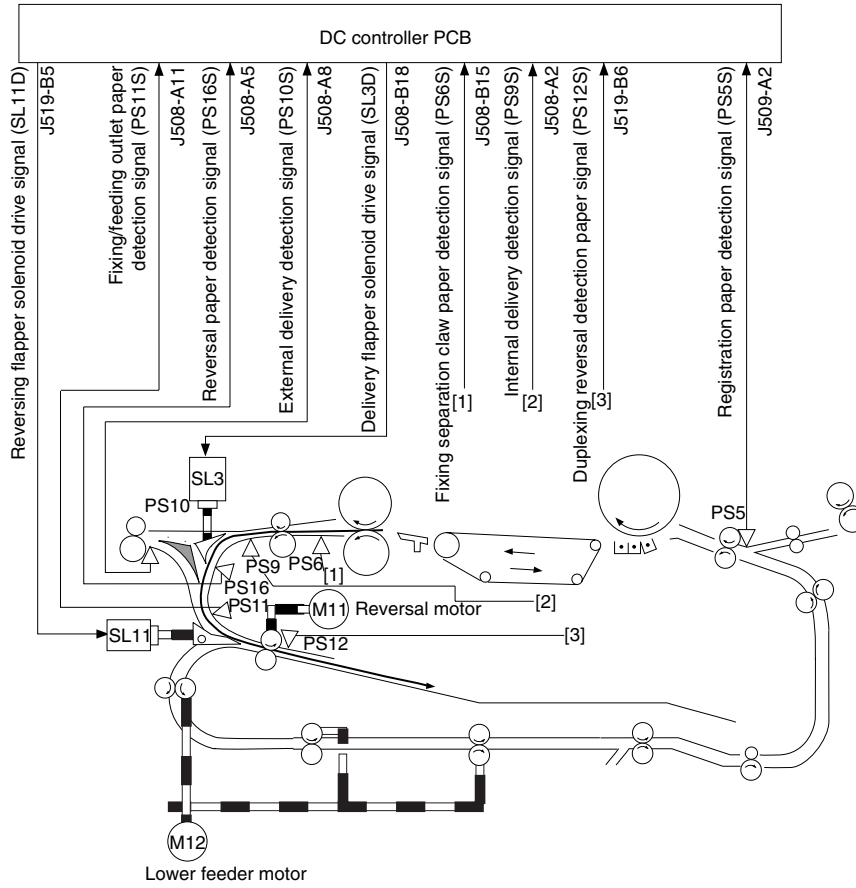 DC controller PCB
Reversing flapper solenoid drive signal (SL11D)
J519-B5
Fixing/feeding outlet paper
detection signal (PS11S)
J508-A11
Reversal paper detection signal (PS16S)
J508-A5
External delivery detection signal (PS10S)
J508-A8
Delivery flapper solenoid drive signal (SL3D)
J508-B18
Fixing separation claw paper detection signal (PS6S)
J508-B15
Internal delivery detection signal (PS9S)
J508-A2
Duplexing reversal detection paper signal (PS12S)
J519-B6
Registration paper detection signal (PS5S)
J509-A2
[1]
[2]
[3]
SL3
PS10
PS5
PS9
PS6
[1]
PS16
[2]
PS11
M11
Reversal motor
SL11
PS12
[3]
M12
Lower feeder motor